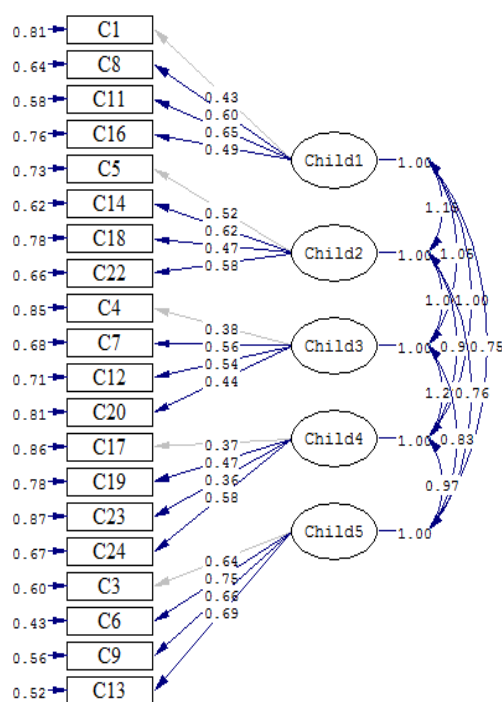 0.81 C1
0.64 C8
0.58 C11 0.43
0.60
0.65
0.76 C16
0.49
Child1 1.00
0.73 C5
0.62 C14 0.52
0.62
0.78 C18
0.47
Child2 1.00
0.66 C22 0.58
0.85 C4
1.00
0.38
0.68 C7 0.56
Child3 1.00 0.75
0.71 C12 0.54
0.44
0.76
0.81 C20
0.86 C17
0.37
Child4 1.00 0.83
0.47
0.78 C19 0.36
0.58
0.97
0.87 C23
Child5 1.00
0.67 C24
0.64
0.60 C3 0.75
0.66
0.43 C6 0.69
0.56 C9
0.52 C13